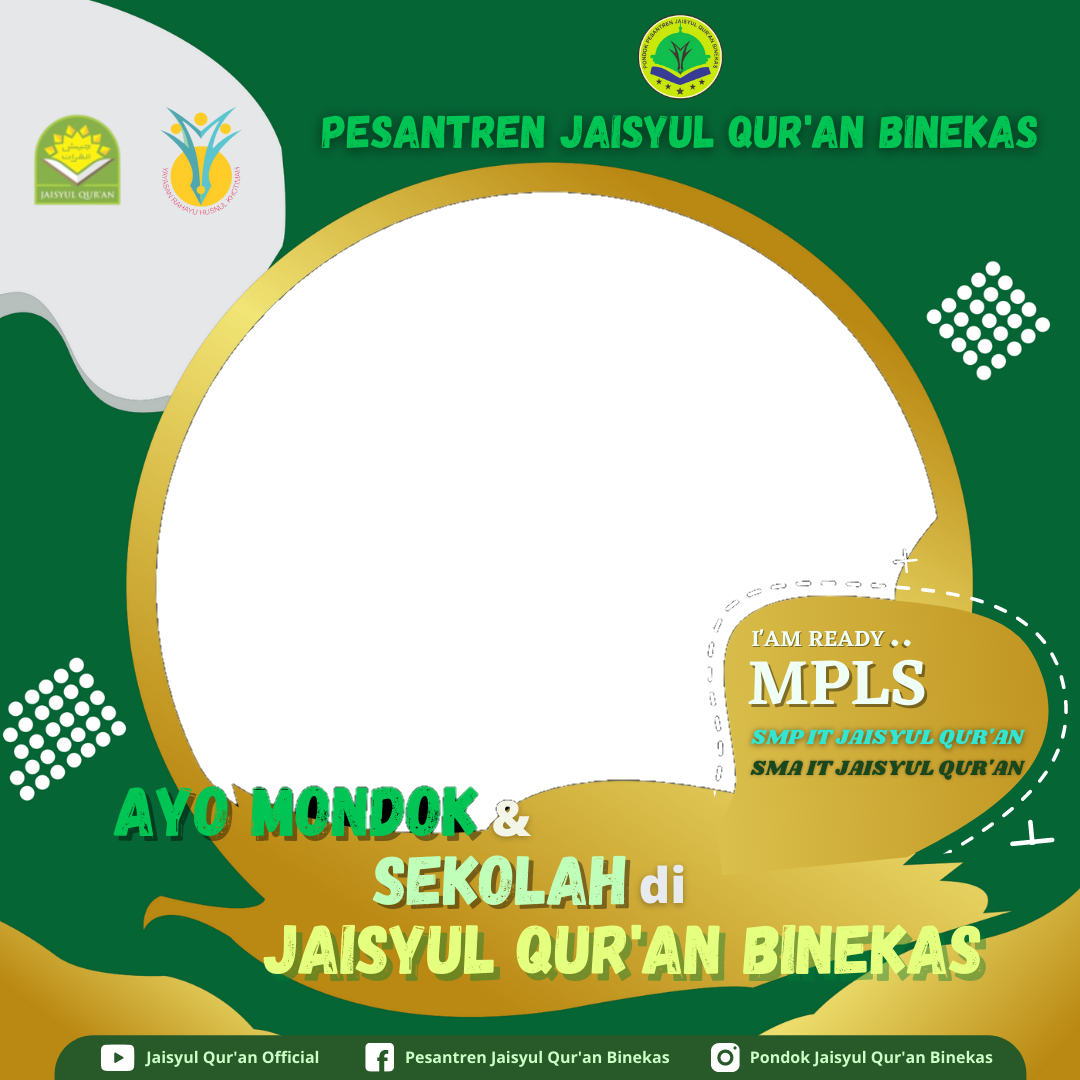 PONDOK PESANTREN JAISYUL QUR'AN BINEKAS
PESANTREN JAISYUL QUR'AN BINEKAS
جيش
القرآن
JAISYUL QUR'AN
YAYASAN RAHAYU HUSNUL KHOTIMAH
I'AM READY ..
MPLS
SMP IT JAISYUL QUR'AN
SMA IT JAISYUL QUR'AN
AYO MONDOK &
SEKOLAH di
JAISYUL QUR'AN BINEKAS
Jaisyul Qur'an Official
Pesantren Jaisyul Qur'an Binekas
Pondok Jaisyul Qur'an Binekas